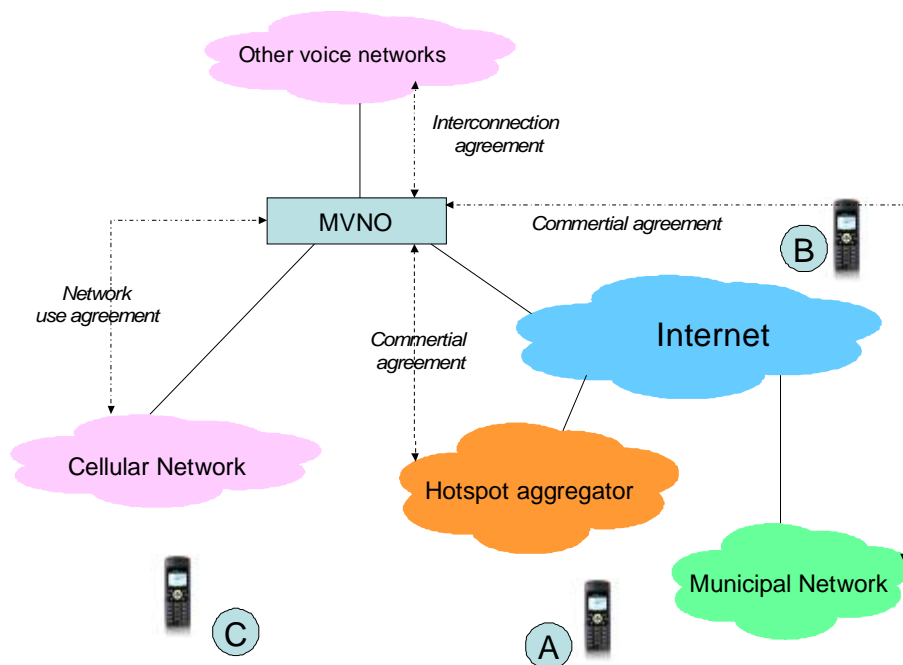 Other voice networks
Interconnection
agreement
MVNO
Commertial agreement
B
Network
use agreement
Commertial
agreement
Internet
Cellular Network
Hotspot aggregator
Municipal Network
C
A